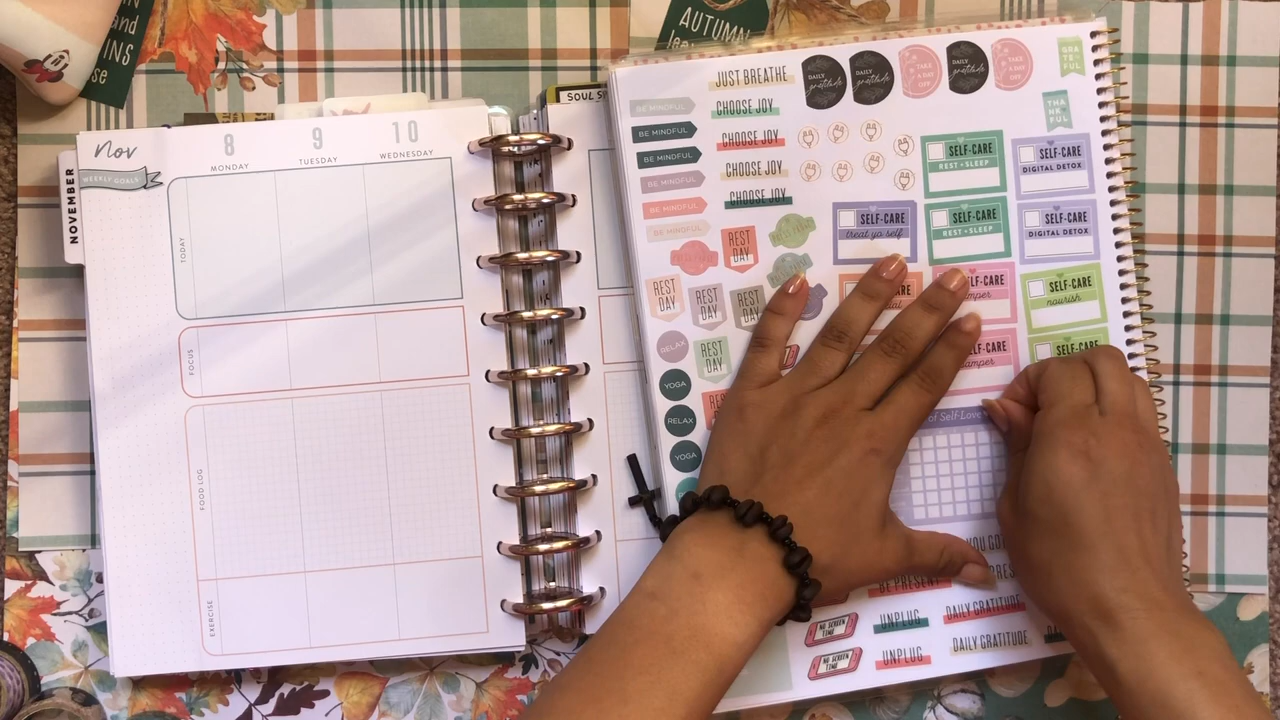 AUTUMN
and
Nov
8
9
10
MONDAY
TUESDAY
WEDNESDAY
WEEKLY GOALS
NOVEMBER
TODAY
FOCUS
FOOD LOG
EXERCISE
JUST BREATHE
CHOOSE JOY
CHOOSE JOY
CHOOSE JOY
CHOOSE JOY
BE MINDFUL
BE MINDFUL
BE MINDFUL
BE MINDFUL
BE MINDFUL
BE MINDFUL
DAILY gratitude
DAILY gratitude
TAKE A DAY OFF
DAILY gratitude
TAKE A DAY OFF
GRATEFUL
THANKFUL
SELF-CARE
REST + SLEEP
SELF-CARE
DIGITAL DETOX
SELF-CARE
treat yo self
SELF-CARE
REST + SLEEP
SELF-CARE
DIGITAL DETOX
SELF-CARE
nourish
SELF-CARE
REST DAY
REST DAY
REST DAY
REST DAY
REST DAY
RELAX
YOGA
RELAX
YOGA
of Self-Love
BE PRESENT
NO SCREEN TIME
UNPLUG
DAILY GRATITUDE
NO SCREEN TIME
UNPLUG
DAILY GRATITUDE